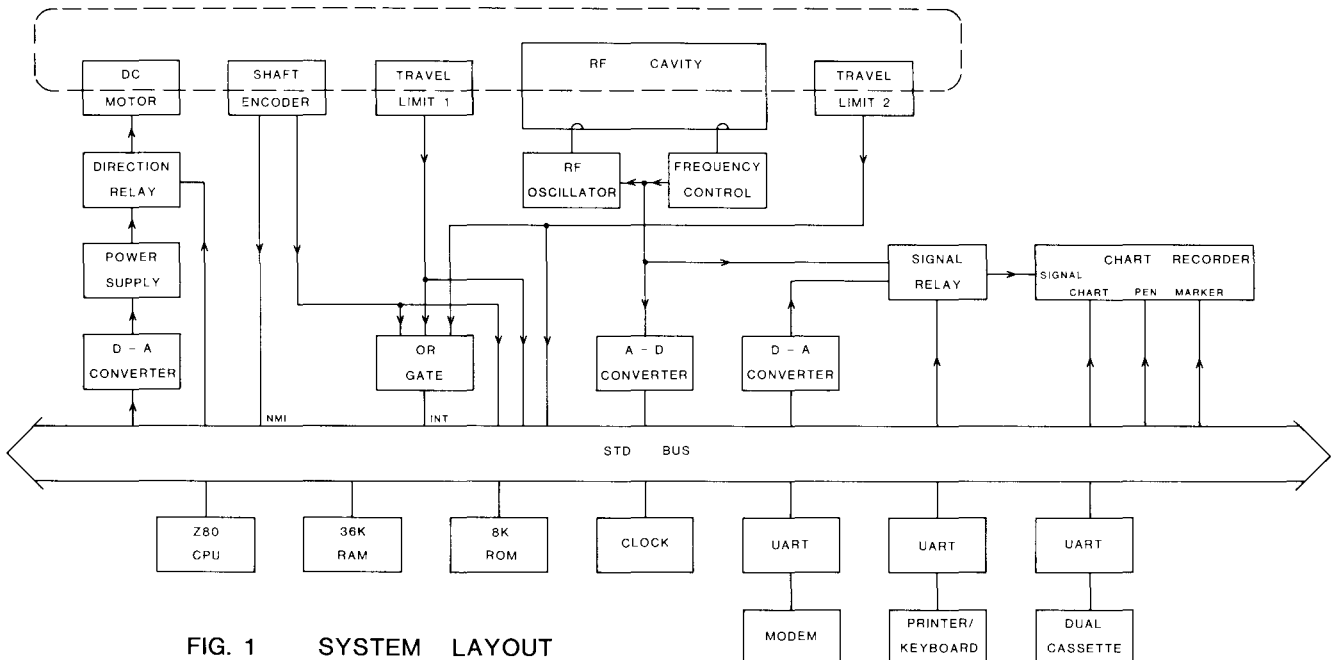 DC
MOTOR
SHAFT
ENCODER
TRAVEL
LIMIT 1
RF CAVITY
TRAVEL
LIMIT 2
DIRECTION
RELAY
RF
OSCILLATOR
FREQUENCY
CONTROL
POWER
SUPPLY
SIGNAL
RELAY
CHART RECORDER
SIGNAL
CHART PEN MARKER
D - A
CONVERTER
OR
GATE
A - D
CONVERTER
D - A
CONVERTER
NMI
INT
STD BUS
Z80
CPU
36K
RAM
8K
ROM
CLOCK
UART
UART
UART
MODEM
PRINTER/
KEYBOARD
DUAL
CASSETTE
FIG. 1 SYSTEM LAYOUT